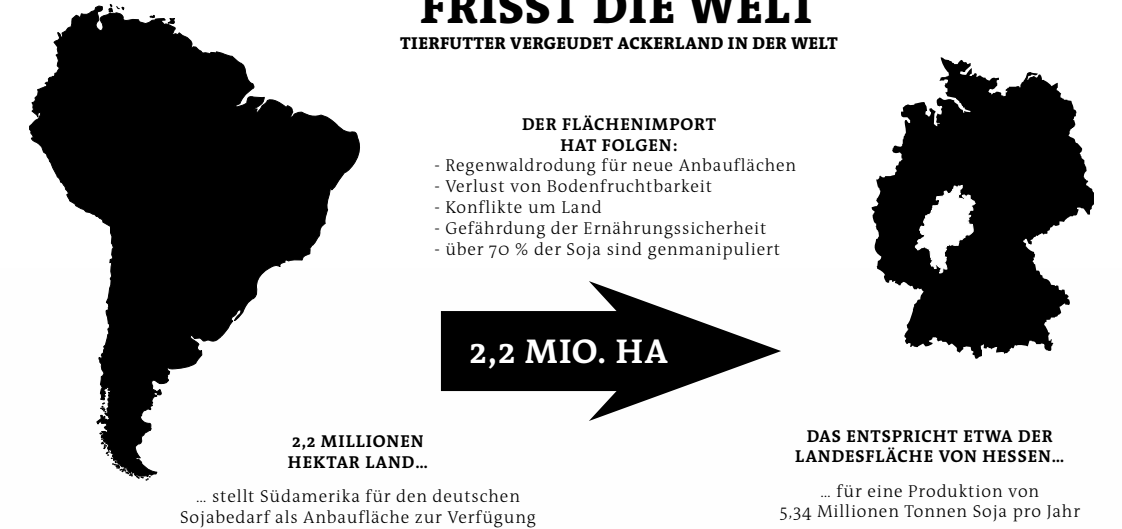 FRISST DIE WELT
TIERFUTTER VERGEUDET ACKERLAND IN DER WELT
DER FLÄCHENIMPORT
HAT FOLGEN:
- Regenwaldrodung für neue Anbauflächen
- Verlust von Bodenfruchtbarkeit
- Konflikte um Land
- Gefährdung der Ernährungssicherheit
- über 70 % der Soja sind genmanipuliert
2,2 MIO. HA
2,2 MILLIONEN
HEKTAR LAND...
... stellt Südamerika für den deutschen
Sojabedarf als Anbaufläche zur Verfügung
DAS ENTSPRICHT ETWA DER
LANDESFLÄCHE VON HESSEN...
... für eine Produktion von
5,34 Millionen Tonnen Soja pro Jahr